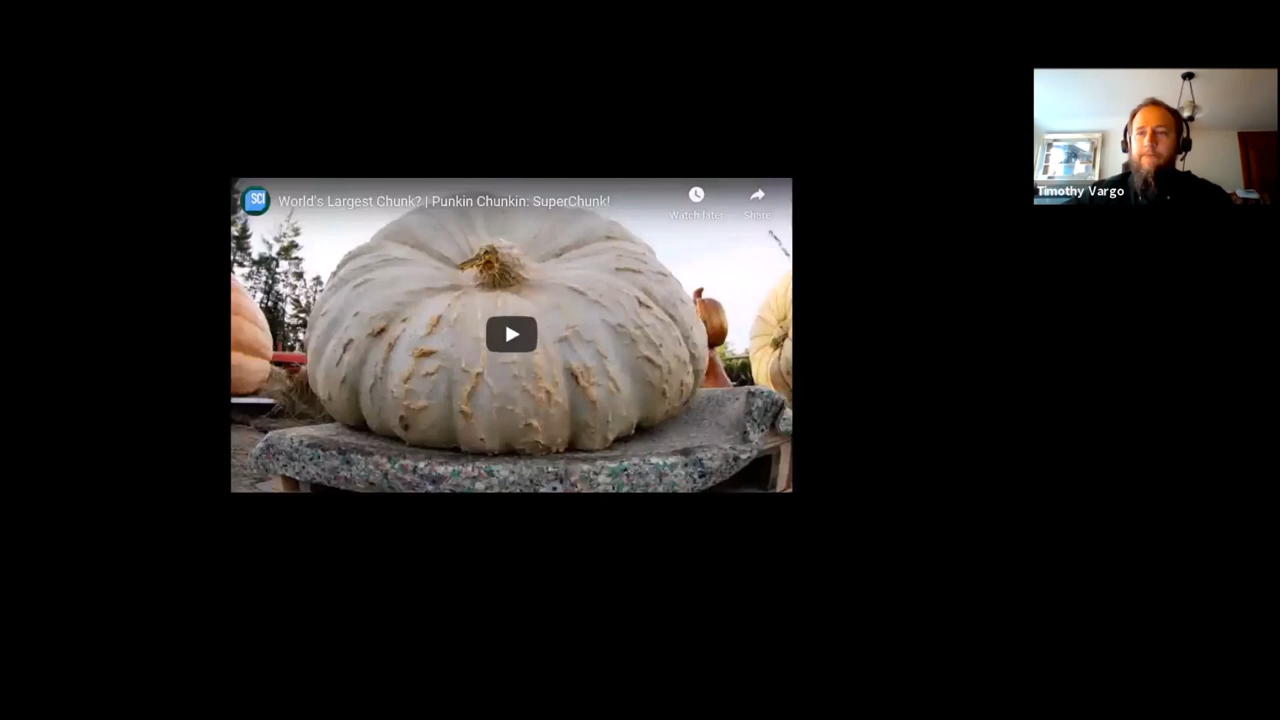 SCI
World's Largest Chunk? | Punkin Chunkin: SuperChunk!
Watch later
Share
Timothy Vargo